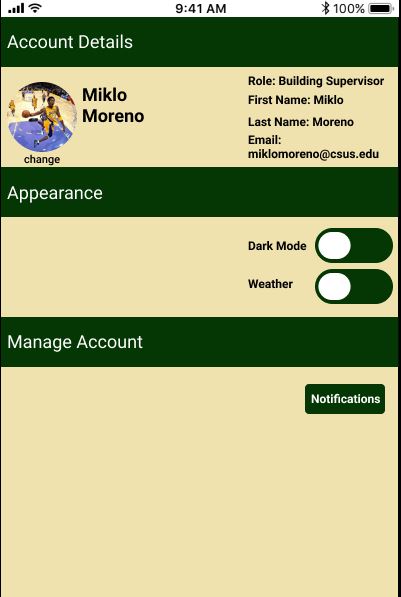 9:41 AM
100%
Account Details
Miklo
Moreno
change
Role: Building Supervisor
First Name: Miklo
Last Name: Moreno
Email:
miklomoreno@csus.edu
Appearance
Dark Mode
Weather
Manage Account
Notifications